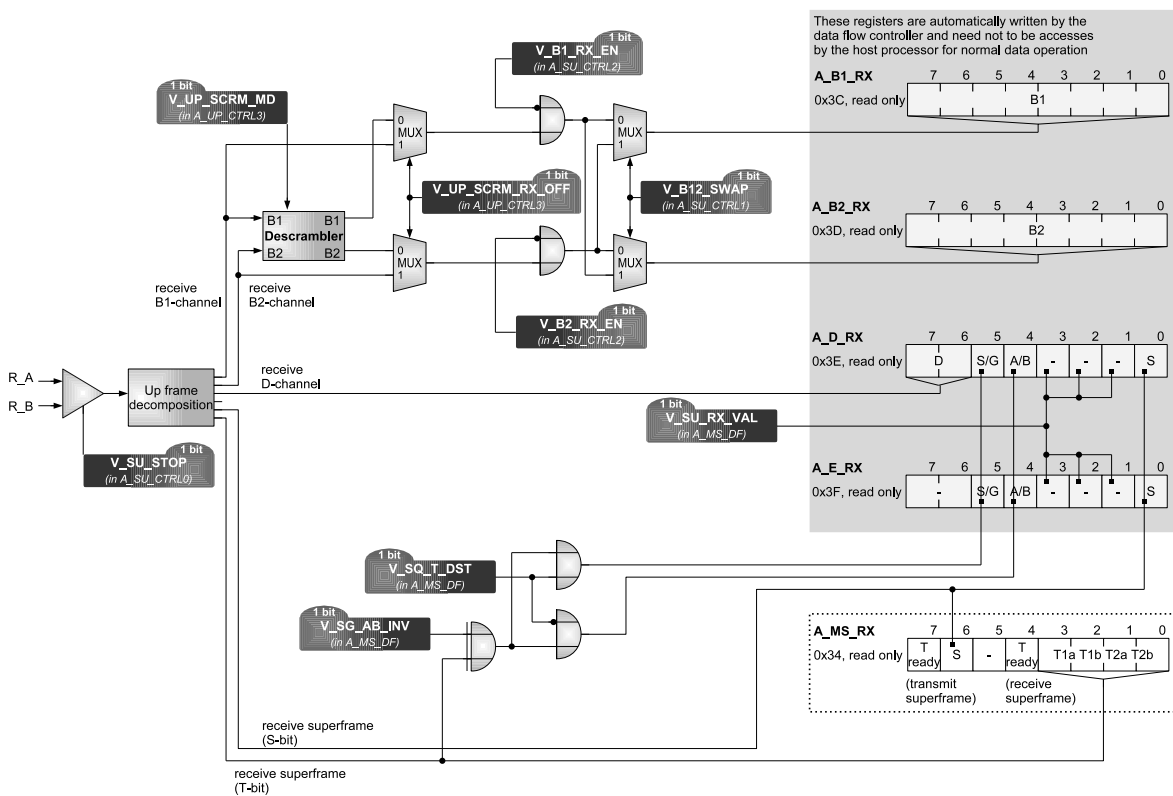 These registers are automatically written by the
data flow controller and need not to be accesses
by the host processor for normal data operation
1 bit
V_B1_RX_EN
(in A_SU_CTRL2)
A_B1_RX
7 6 5 4 3 2 1 0
0x3C, read only
B1
1 bit
V_UP_SCRM_MD
(in A_UP_CTRL3)
0
MUX
1
0
MUX
1
1 bit
V_UP_SCRM_RX_OFF
(in A_UP_CTRL3)
1 bit
V_B12_SWAP
(in A_SU_CTRL1)
A_B2_RX
7 6 5 4 3 2 1 0
0x3D, read only
B2
B1 B1
Descrambler
B2 B2
0
MUX
1
0
MUX
1
receive
B1-channel
receive
B2-channel
1 bit
V_B2_RX_EN
(in A_SU_CTRL2)
A_D_RX
7 6 5 4 3 2 1 0
0x3E, read only
D S/G A/B - - - S
R_A
R_B
Up frame
decomposition
receive
D-channel
1 bit
V_SU_RX_VAL
(in A_MS_DF)
1 bit
V_SU_STOP
(in A_SU_CTRL0)
A_E_RX
7 6 5 4 3 2 1 0
0x3F, read only
- S/G A/B - - - S
1 bit
V_SQ_T_DST
(in A_MS_DF)
1 bit
V_SG_AB_INV
(in A_MS_DF)
A_MS_RX
7 6 5 4 3 2 1 0
0x34, read only
T
ready
S
-
T
ready
T1a T1b T2a T2b
(transmit
superframe)
(receive
superframe)
receive superframe
(S-bit)
receive superframe
(T-bit)